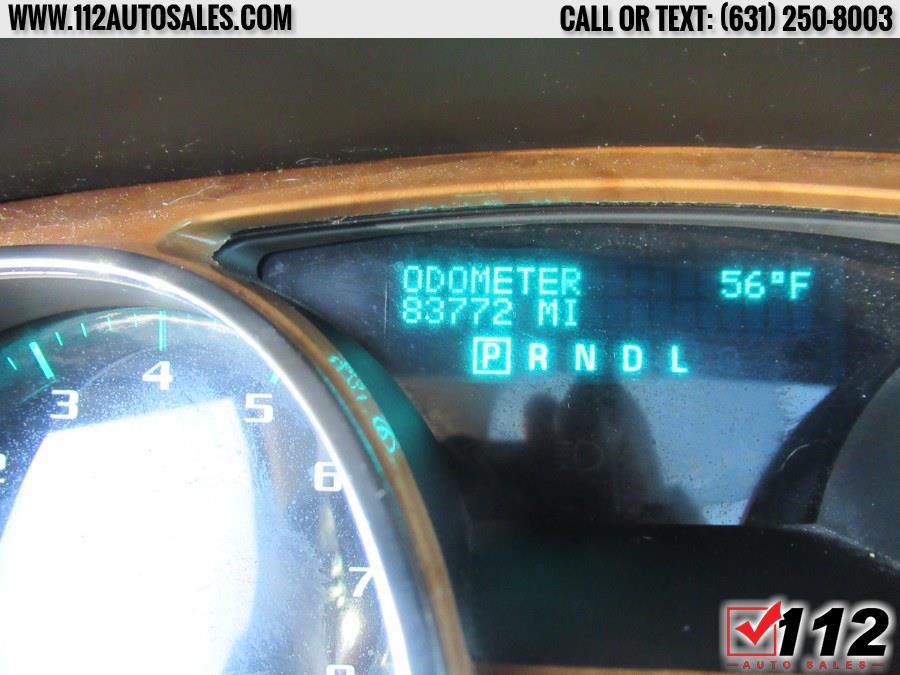 WWW.112AUTOSALES.COM CALL OR TEXT: (631) 250-8003
ODOMETER 56°F
83772 MI
P R N D L
3 4 5
6
7
8
112
AUTO SALES